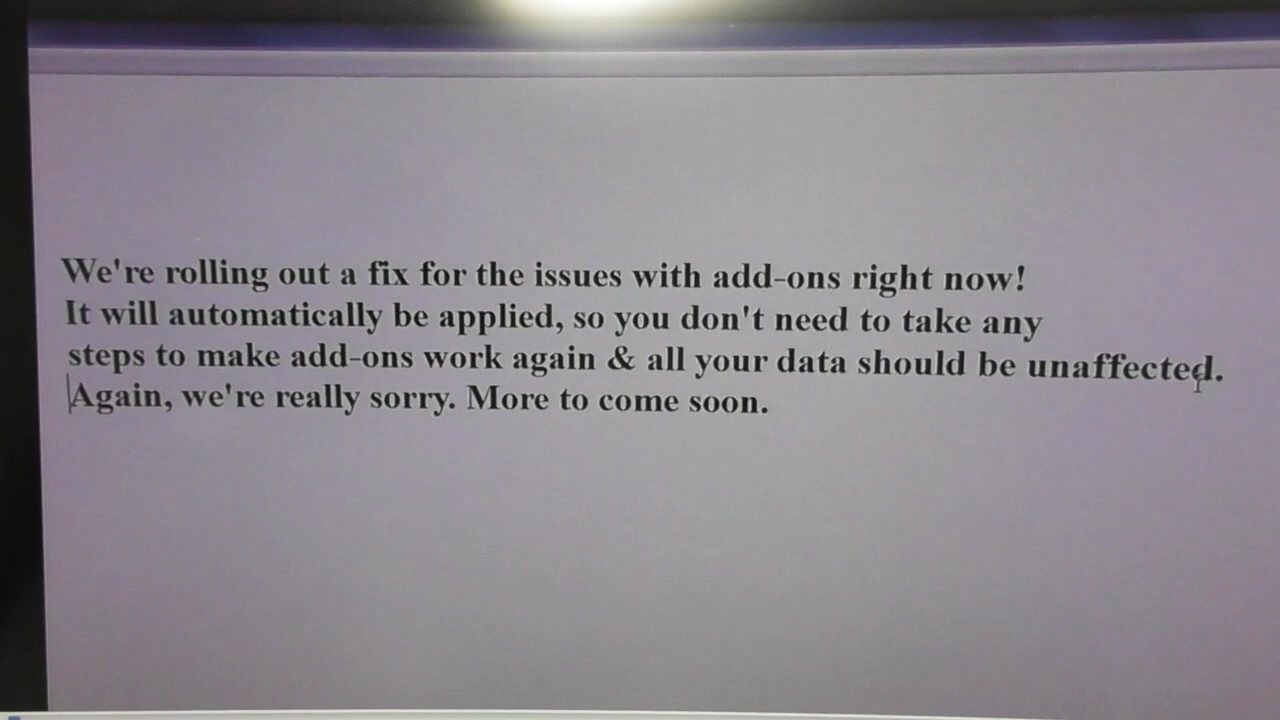 We're rolling out a fix for the issues with add-ons right now!
It will automatically be applied, so you don't need to take any
steps to make add-ons work again & all your data should be unaffected.
Again, we're really sorry. More to come soon.